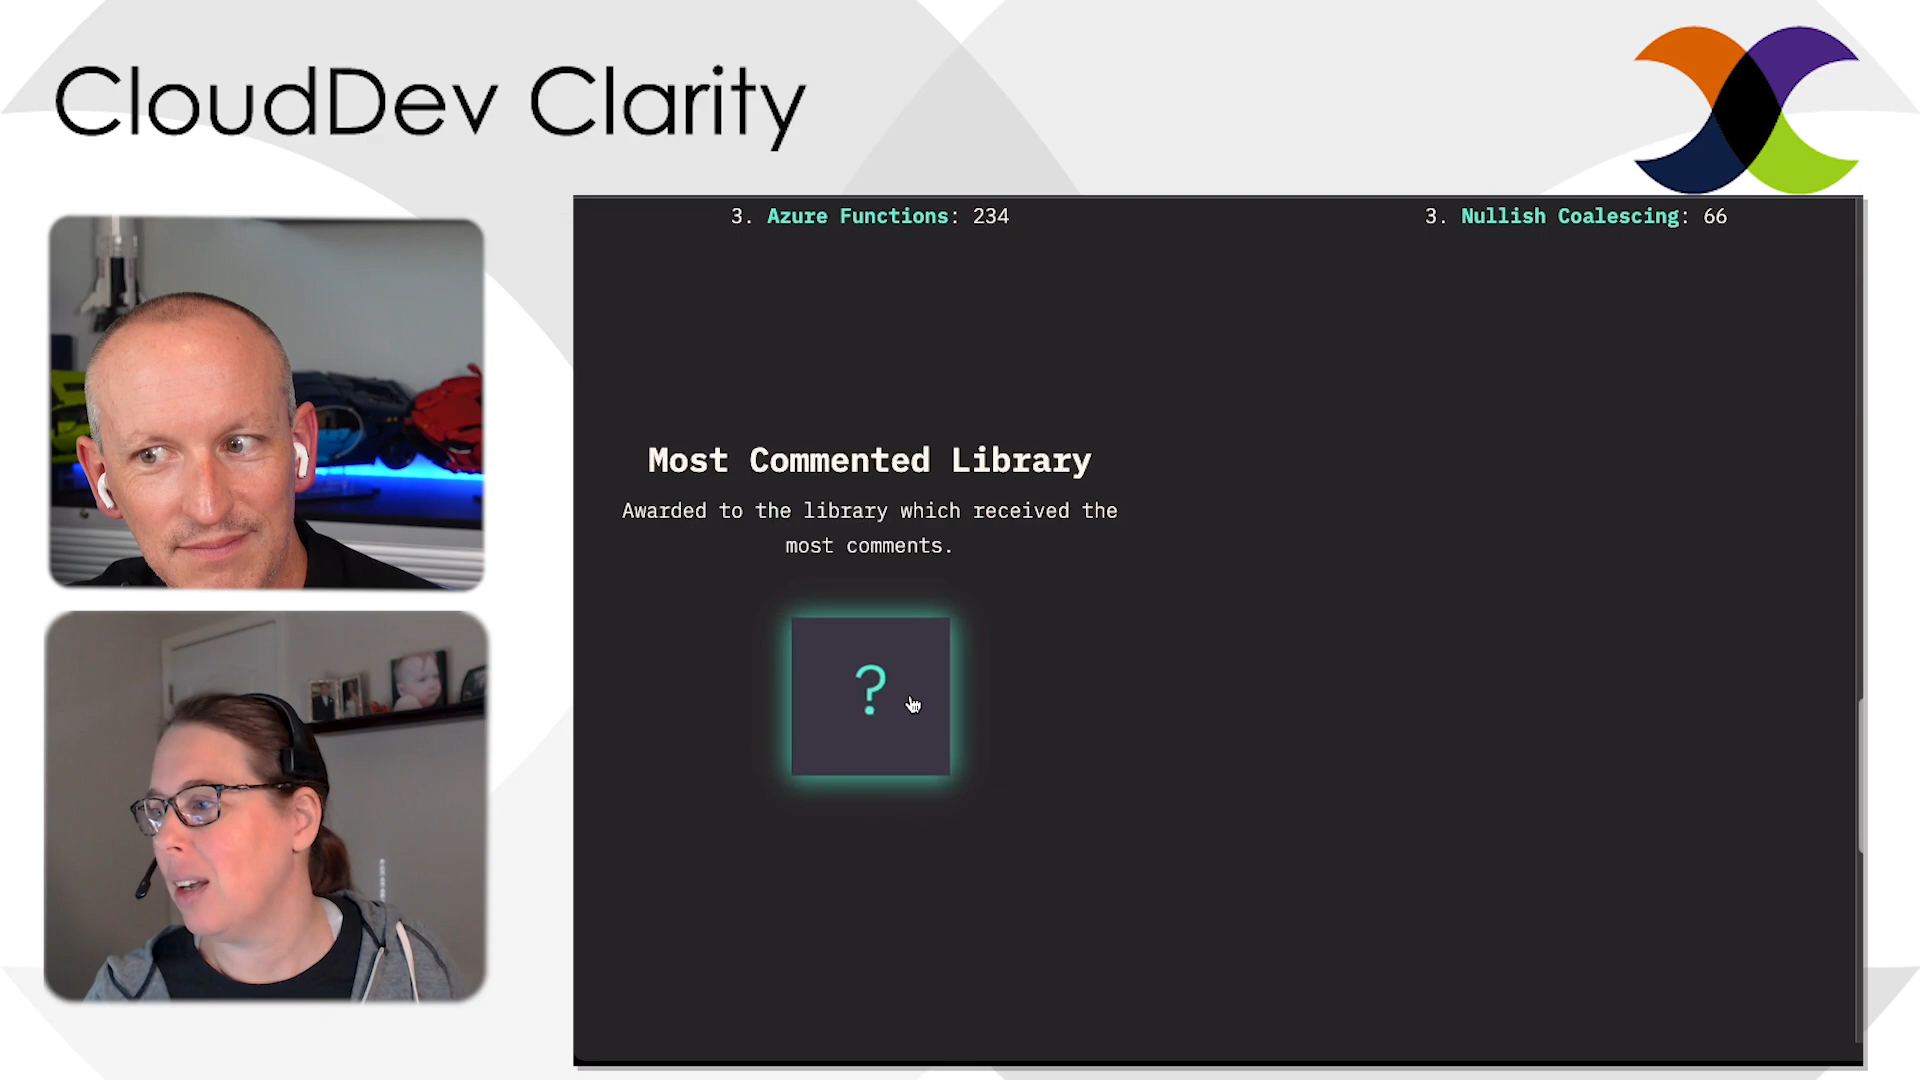 CloudDev Clarity
3. Azure Functions: 234
3. Nullish Coalescing: 66
Most Commented Library
Awarded to the library which received the
most comments.
?